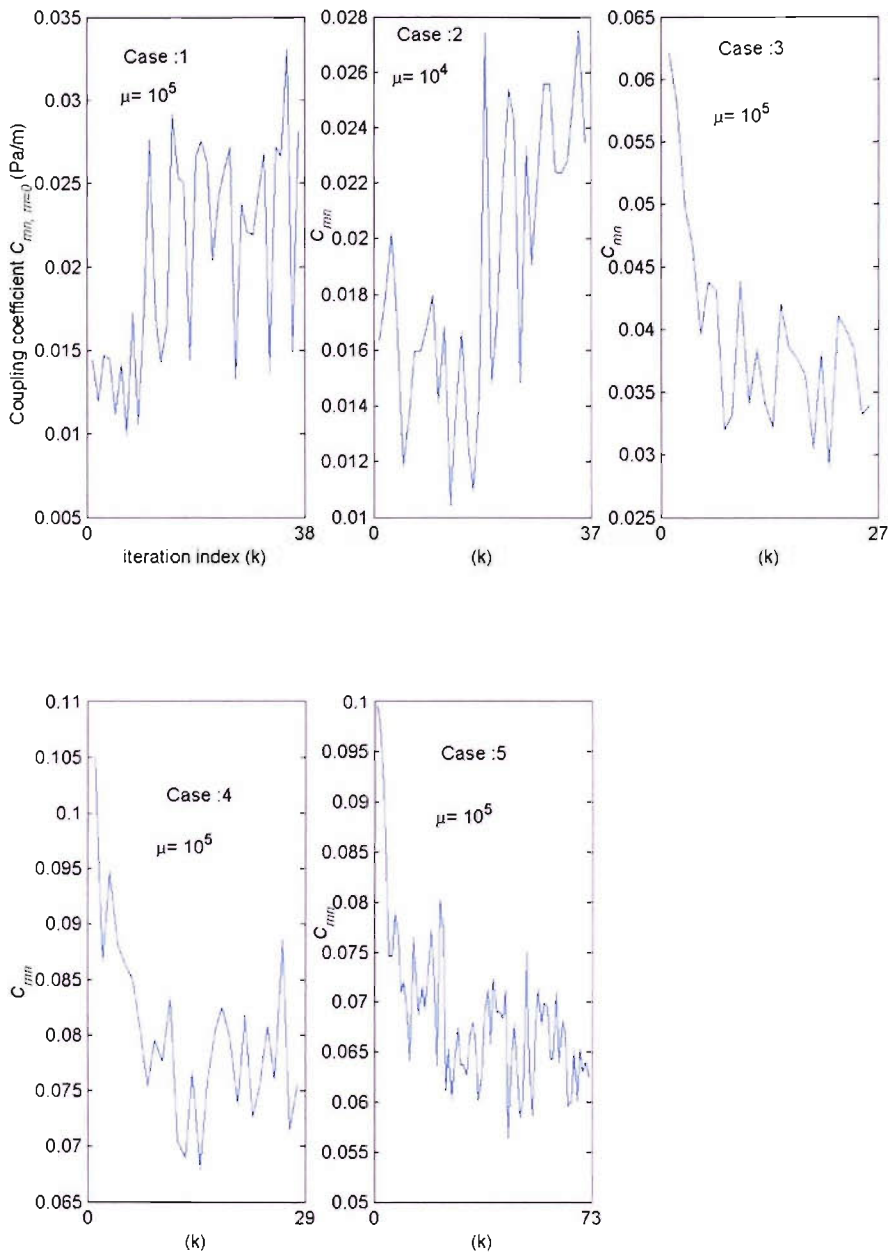 Case :1
μ= 10^5
Coupling coefficient C_mn, m=0 (Pa/m)
0.035
0.03
0.025
0.02
0.015
0.01
0.005
0
38
iteration index (k)
Case :2
μ= 10^4
C_mn
0.028
0.026
0.024
0.022
0.02
0.018
0.016
0.014
0.012
0.01
0
37
(k)
Case :3
μ= 10^5
C_mn
0.065
0.06
0.055
0.05
0.045
0.04
0.035
0.03
0.025
0
27
(k)
Case :4
μ= 10^5
C_mn
0.11
0.105
0.1
0.095
0.09
0.085
0.08
0.075
0.07
0.065
0
29
(k)
Case :5
μ= 10^5
C_mn
0.1
0.095
0.09
0.085
0.08
0.075
0.07
0.065
0.06
0.055
0.05
0
73
(k)